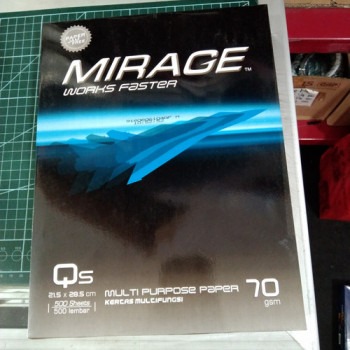 MIRAGE™
WORKS FASTER
Qs
21.5 x 28.5 cm
500 Sheets
500 lembar
MULTI PURPOSE PAPER
KERTAS MULTIFUNGSI
70
gsm